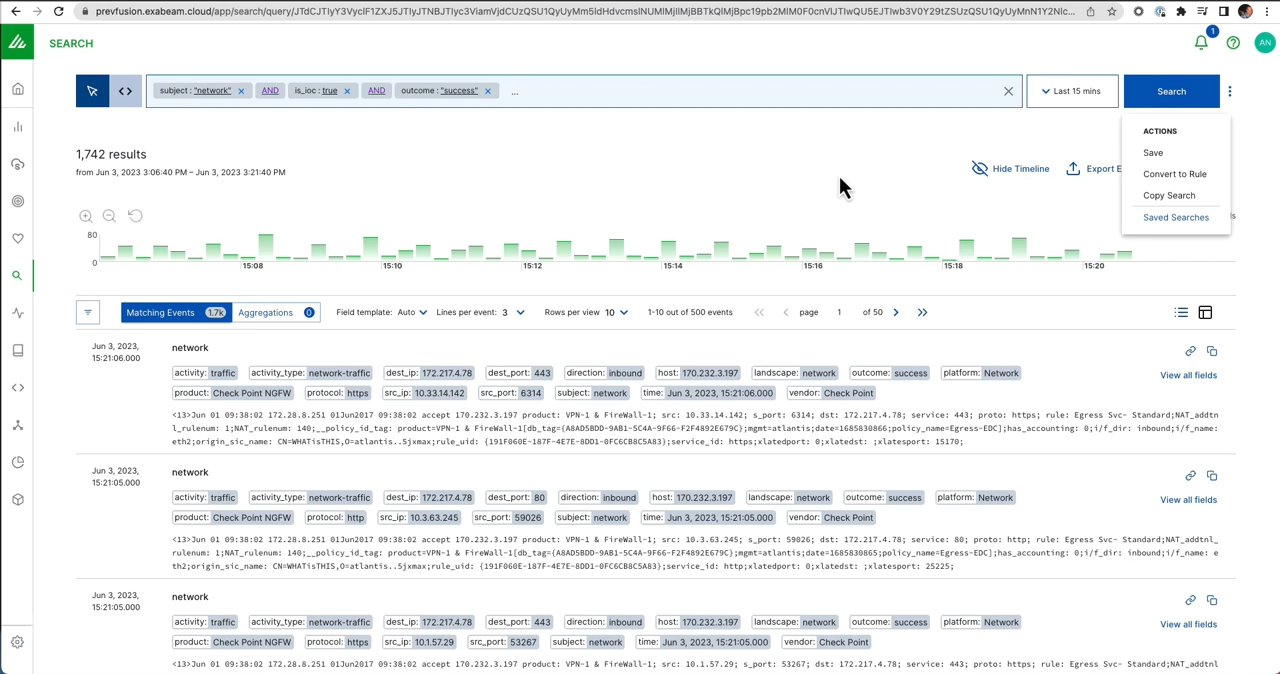 prevfusion.exabeam.cloud/app/search/query/JTdCJTIyY3VyclF1ZXJ5JTIyJTNBJTIyc3ViamVjdCUzQSU1QyUyMm5ldHdvcmslNUMlMjIlMjBBTkQlMjBpc19pb2MlM0F0cnVlJTIwQU5EJTIwb3V0Y29tZSUzQSU1QyUyMnN1Y2Nlc...
SEARCH
1
AN
subject : "network" AND is_ioc : true AND outcome : "success" ...
Last 15 mins
Search
ACTIONS
Save
Convert to Rule
Copy Search
Saved Searches
1,742 results
from Jun 3, 2023 3:06:40 PM – Jun 3, 2023 3:21:40 PM
Hide Timeline
Export E
80
0
15:08 15:10 15:12 15:14 15:16 15:18 15:20
Matching Events 1.7k Aggregations 0 Field template: Auto Lines per event: 3 Rows per view 10 1-10 out of 500 events page 1 of 50
Jun 3, 2023, 15:21:06.000
network
activity: traffic activity_type: network-traffic dest_ip: 172.217.4.78 dest_port: 443 direction: inbound host: 170.232.3.197 landscape: network outcome: success platform: Network
View all fields
product: Check Point NGFW protocol: https src_ip: 10.33.14.142 src_port: 6314 subject: network time: Jun 3, 2023, 15:21:06.000 vendor: Check Point
<13>Jun 01 09:38:02 172.28.8.251 01Jun2017 09:38:02 accept 170.232.3.197 product: VPN-1 & FireWall-1; src: 10.33.14.142; s_port: 6314; dst: 172.217.4.78; service: 443; proto: https; rule: Egress Svc- Standard;NAT_addtn
l_rulenum: 1;NAT_rulenum: 140;__policy_id_tag: product=VPN-1 & FireWall-1[db_tag={A8AD5BDD-9AB1-5C4A-9F66-F2F4892E679C};mgmt=atlantis;date=1685830866;policy_name=Egress-EDC];has_accounting: 0;i/f_dir: inbound;i/f_name:
eth2;origin_sic_name: CN=WHATisTHIS,O=atlantis..5jxmax;rule_uid: {191F060E-187F-4E7E-8DD1-0FC6CB8C5A83};service_id: https;xlatedport: 0;xlatedst: ;xlatesport: 15170;
Jun 3, 2023, 15:21:05.000
network
activity: traffic activity_type: network-traffic dest_ip: 172.217.4.78 dest_port: 80 direction: inbound host: 170.232.3.197 landscape: network outcome: success platform: Network
View all fields
product: Check Point NGFW protocol: http src_ip: 10.3.63.245 src_port: 59026 subject: network time: Jun 3, 2023, 15:21:05.000 vendor: Check Point
<13>Jun 01 09:38:02 172.28.8.251 01Jun2017 09:38:02 accept 170.232.3.197 product: VPN-1 & FireWall-1; src: 10.3.63.245; s_port: 59026; dst: 172.217.4.78; service: 80; proto: http; rule: Egress Svc- Standard;NAT_addtnl_
rulenum: 1;NAT_rulenum: 140;__policy_id_tag: product=VPN-1 & FireWall-1[db_tag={A8AD5BDD-9AB1-5C4A-9F66-F2F4892E679C};mgmt=atlantis;date=1685830865;policy_name=Egress-EDC];has_accounting: 0;i/f_dir: inbound;i/f_name: e
th2;origin_sic_name: CN=WHATisTHIS,O=atlantis..5jxmax;rule_uid: {191F060E-187F-4E7E-8DD1-0FC6CB8C5A83};service_id: http;xlatedport: 0;xlatedst: ;xlatesport: 25225;
Jun 3, 2023, 15:21:05.000
network
activity: traffic activity_type: network-traffic dest_ip: 172.217.4.78 dest_port: 443 direction: inbound host: 170.232.3.197 landscape: network outcome: success platform: Network
View all fields
product: Check Point NGFW protocol: https src_ip: 10.1.57.29 src_port: 53267 subject: network time: Jun 3, 2023, 15:21:05.000 vendor: Check Point
<13>Jun 01 09:38:02 172.28.8.251 01Jun2017 09:38:02 accept 170.232.3.197 product: VPN-1 & FireWall-1; src: 10.1.57.29; s_port: 53267; dst: 172.217.4.78; service: 443; proto: https; rule: Egress Svc- Standard;NAT_addtnl